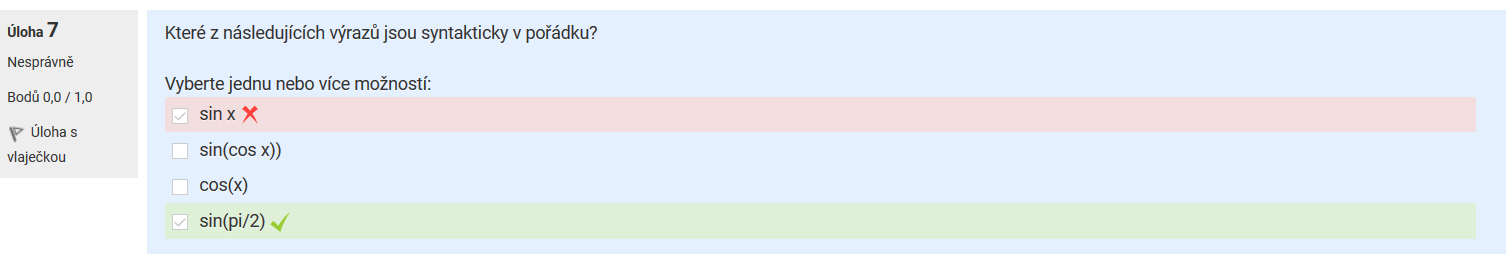 Úloha 7
Nesprávně
Bodů 0,0 / 1,0
Úloha s
vlaječkou
Které z následujících výrazů jsou syntakticky v pořádku?
Vyberte jednu nebo více možností:
sin x
sin(cos x))
cos(x)
sin(pi/2)